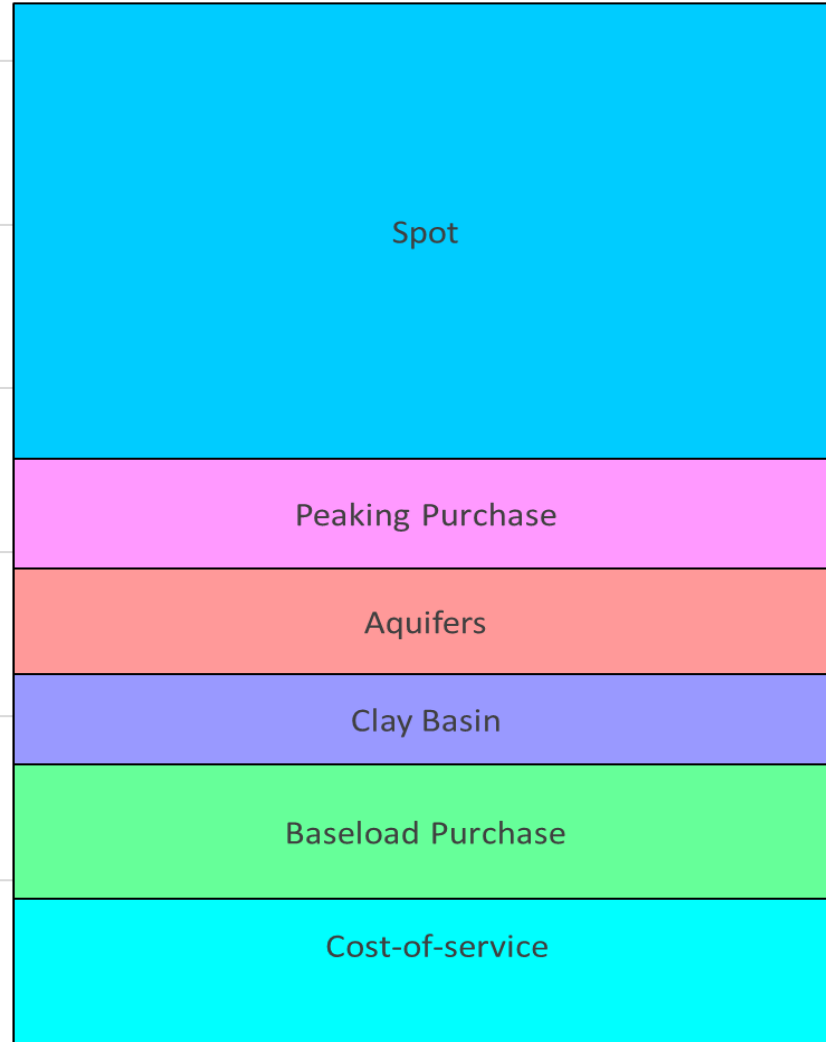 Spot
Peaking Purchase
Aquifers
Clay Basin
Baseload Purchase
Cost-of-service